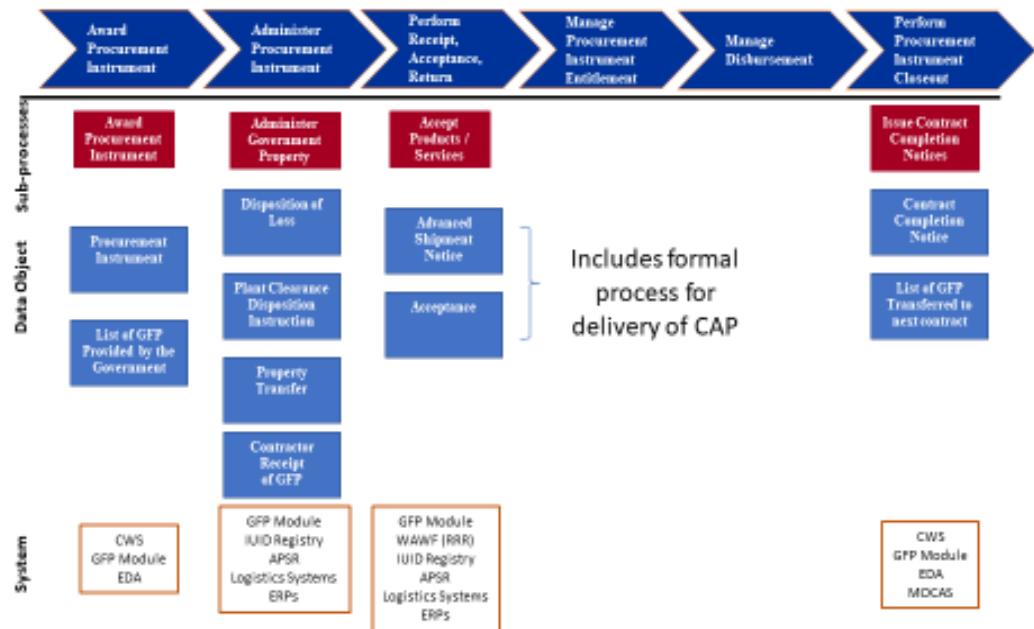 Award
Procurement
Instrument
Administer
Procurement
Instrument
Perform
Receipt,
Acceptance,
Return
Manage
Procurement
Instrument
Entitlement
Manage
Disbursement
Perform
Procurement
Instrument
Closeout
Sub-processes
Award
Procurement
Instrument
Administer
Government
Property
Accept
Products /
Services
Issue Contract
Completion
Notices
Data Object
Procurement
Instrument
List of GFP
Provided by the
Government
Disposition of
Loss
Plant Clearance
Disposition
Instruction
Property
Transfer
Contractor
Receipt
of GFP
Advanced
Shipment
Notice
Acceptance
Includes formal
process for
delivery of CAP
Contract
Completion
Notice
List of GFP
Transferred to
next contract
System
CWS
GFP Module
EDA
GFP Module
IUID Registry
APSR
Logistics Systems
ERPs
GFP Module
WAWF (RRR)
IUID Registry
APSR
Logistics Systems
ERPs
CWS
GFP Module
EDA
MOCAS